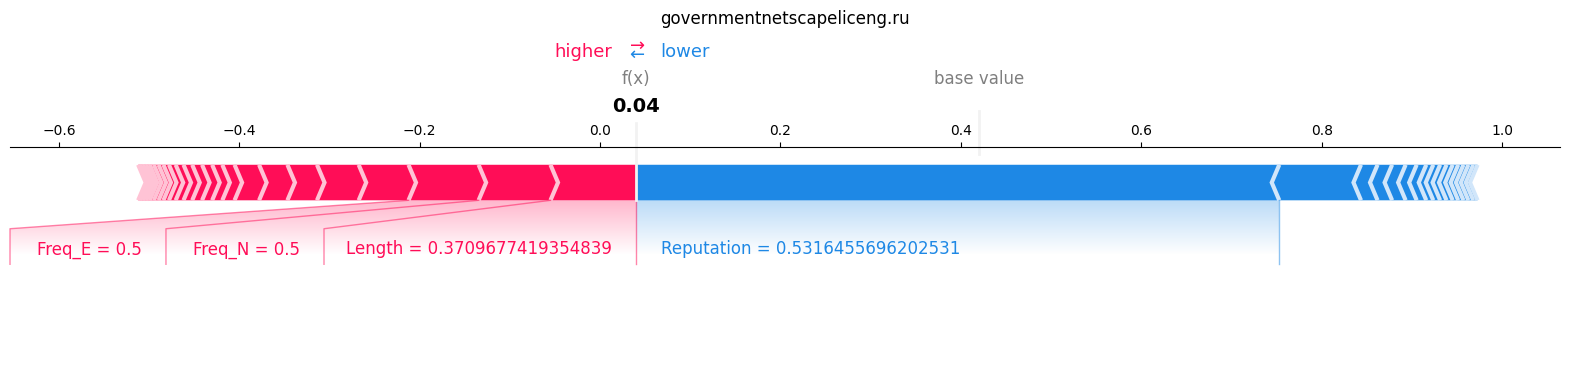 governmentnetscapeliceng.ru
higher ⇄ lower
f(x) base value
0.04
−0.6 −0.4 −0.2 0.0 0.2 0.4 0.6 0.8 1.0
Freq_E = 0.5 Freq_N = 0.5 Length = 0.3709677419354839 Reputation = 0.5316455696202531